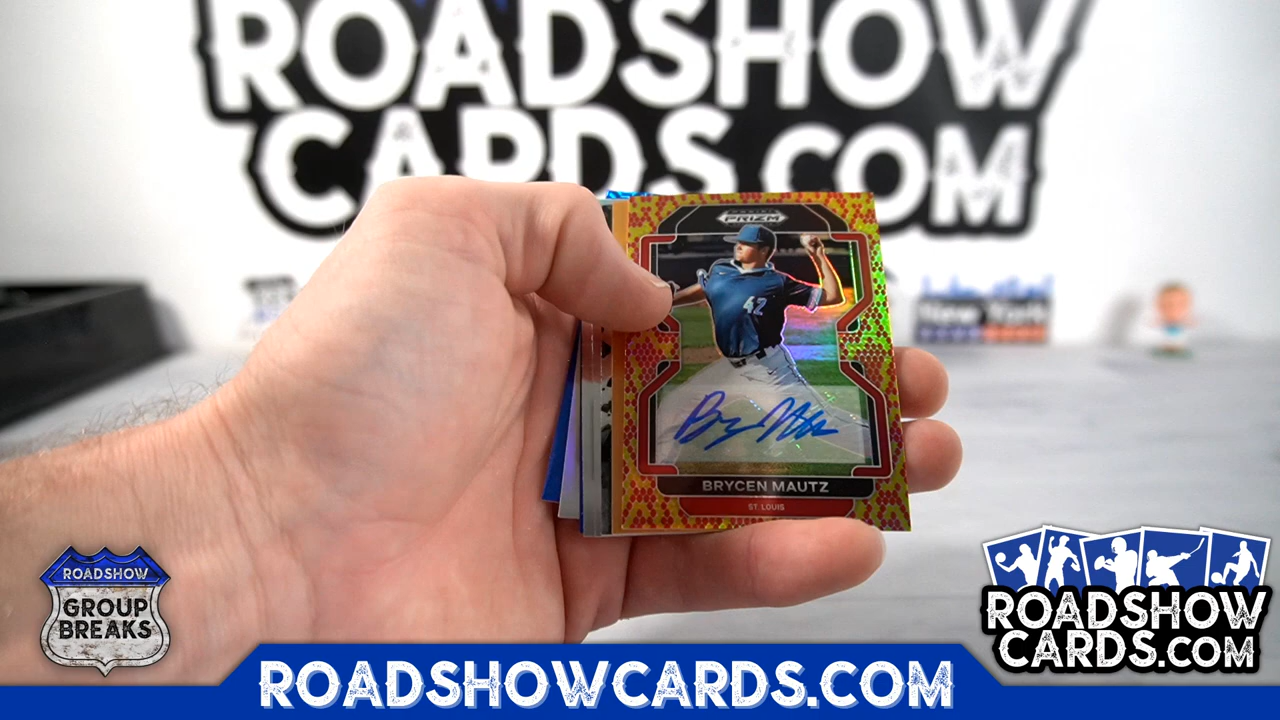 ROADSHOW
CARDS.COM
New York
PANINI
PRIZM
42
BRYCEN MAUTZ
ST. LOUIS
ROADSHOW
GROUP
BREAKS
ROADSHOW
CARDS.COM
ROADSHOWCARDS.COM